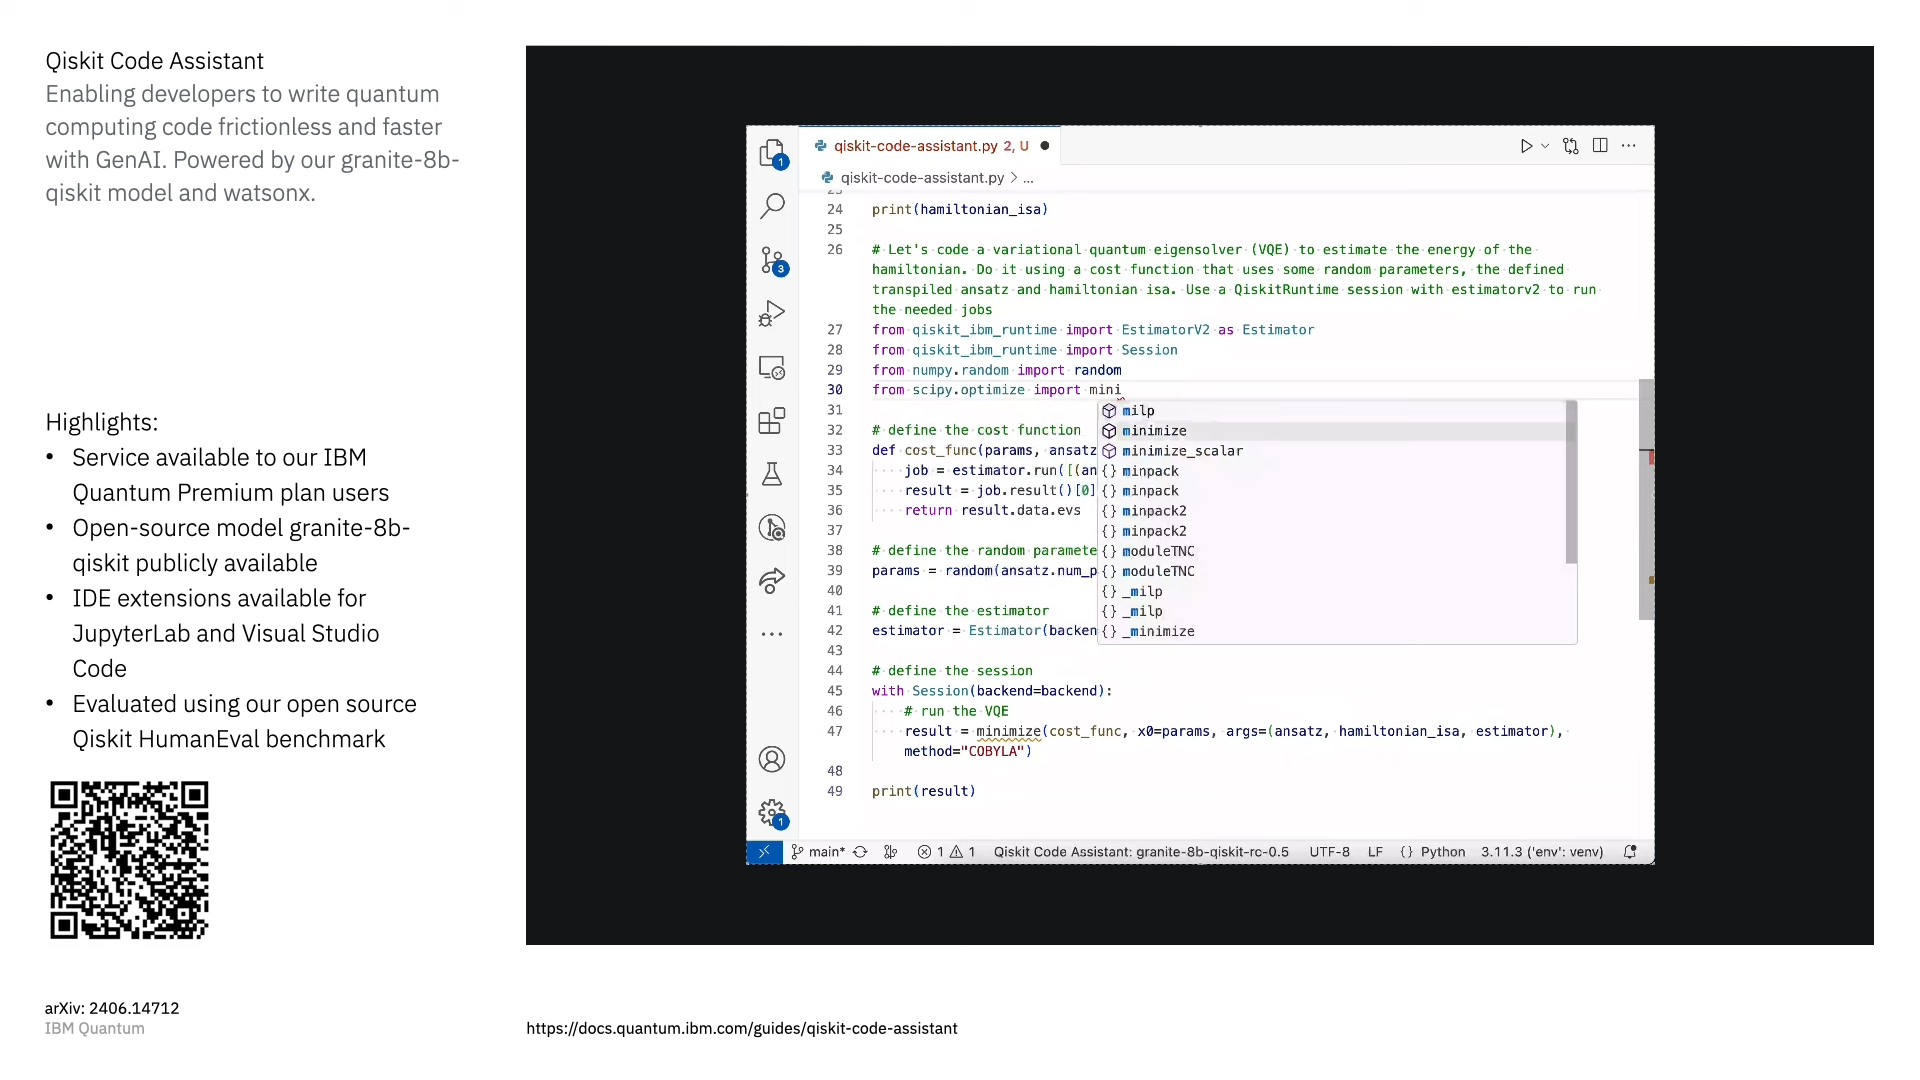 Qiskit Code Assistant
Enabling developers to write quantum
computing code frictionless and faster
with GenAI. Powered by our granite-8b-
qiskit model and watsonx.
Highlights:
• Service available to our IBM
Quantum Premium plan users
• Open-source model granite-8b-
qiskit publicly available
• IDE extensions available for
JupyterLab and Visual Studio
Code
• Evaluated using our open source
Qiskit HumanEval benchmark
arXiv: 2406.14712
IBM Quantum
qiskit-code-assistant.py 2, U
qiskit-code-assistant.py > ...
1
3
1
23
24 print(hamiltonian_isa)
25
26 # Let's code a variational quantum eigensolver (VQE) to estimate the energy of the
hamiltonian. Do it using a cost function that uses some random parameters, the defined
transpiled ansatz and hamiltonian isa. Use a QiskitRuntime session with estimatorv2 to run
the needed jobs
27 from qiskit_ibm_runtime import EstimatorV2 as Estimator
28 from qiskit_ibm_runtime import Session
29 from numpy.random import random
30 from scipy.optimize import mini
31
32 # define the cost function
33 def cost_func(params, ansatz
34 job = estimator.run([(an
35 result = job.result()[0]
36 return result.data.evs
37
38 # define the random paramete
39 params = random(ansatz.num_p
40
41 # define the estimator
42 estimator = Estimator(backen
43
44 # define the session
45 with Session(backend=backend):
46 # run the VQE
47 result = minimize(cost_func, x0=params, args=(ansatz, hamiltonian_isa, estimator),
method="COBYLA")
48
49 print(result)
milp
minimize
minimize_scalar
{} minpack
{} minpack
{} minpack2
{} minpack2
{} moduleTNC
{} moduleTNC
{} _milp
{} _milp
{} _minimize
main* 1 1 Qiskit Code Assistant: granite-8b-qiskit-rc-0.5 UTF-8 LF {} Python 3.11.3 ('env': venv)
https://docs.quantum.ibm.com/guides/qiskit-code-assistant